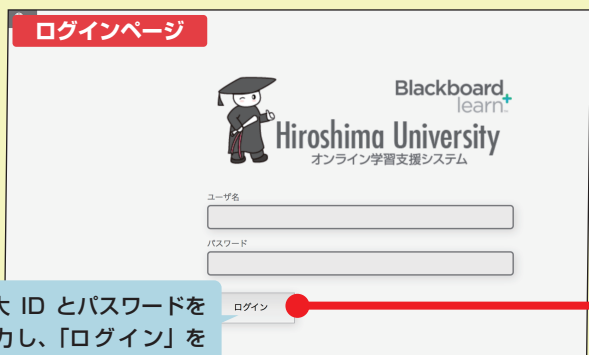 ログインページ
Blackboard
learn
Hiroshima University
オンライン学習支援システム
ユーザ名
パスワード
ログイン
ID とパスワードを
力し、「ログイン」を